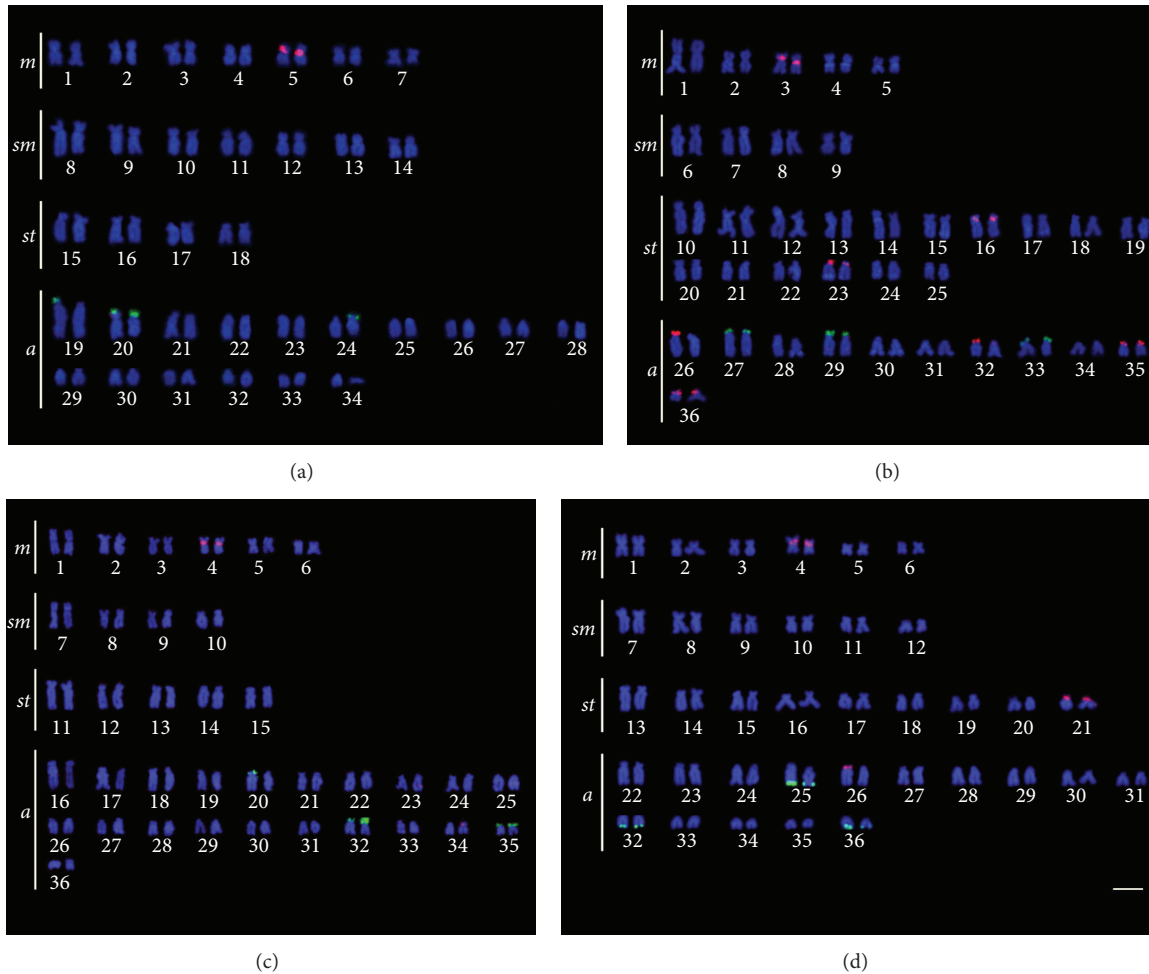 m
1 2 3 4 5 6 7
sm
8 9 10 11 12 13 14
st
15 16 17 18
a
19 20 21 22 23 24 25 26 27 28
29 30 31 32 33 34
(a)
m
1 2 3 4 5
sm
6 7 8 9
st
10 11 12 13 14 15 16 17 18 19
20 21 22 23 24 25
a
26 27 28 29 30 31 32 33 34 35
36
(b)
m
1 2 3 4 5 6
sm
7 8 9 10
st
11 12 13 14 15
a
16 17 18 19 20 21 22 23 24 25
26 27 28 29 30 31 32 33 34 35
36
(c)
m
1 2 3 4 5 6
sm
7 8 9 10 11 12
st
13 14 15 16 17 18 19 20 21
a
22 23 24 25 26 27 28 29 30 31
32 33 34 35 36
(d)